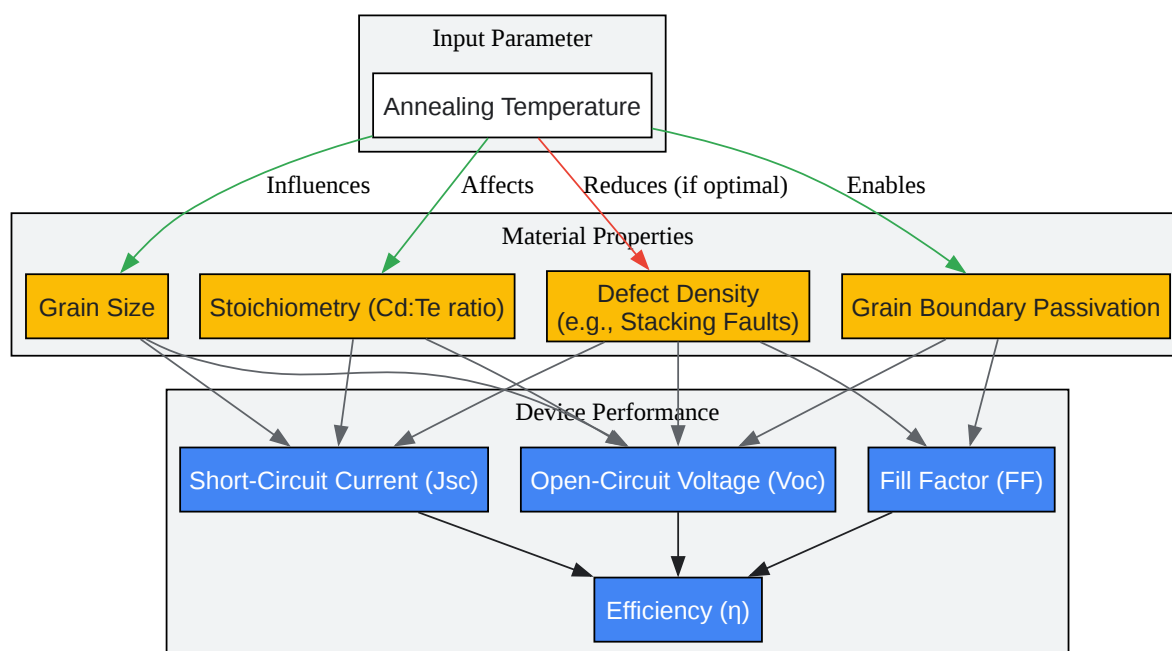 Input Parameter
Annealing Temperature
Influences
Affects
Reduces (if optimal)
Enables
Material Properties
Grain Size
Stoichiometry (Cd:Te ratio)
Defect Density
(e.g., Stacking Faults)
Grain Boundary Passivation
Device Performance
Short-Circuit Current (Jsc)
Open-Circuit Voltage (Voc)
Fill Factor (FF)
Efficiency (η)